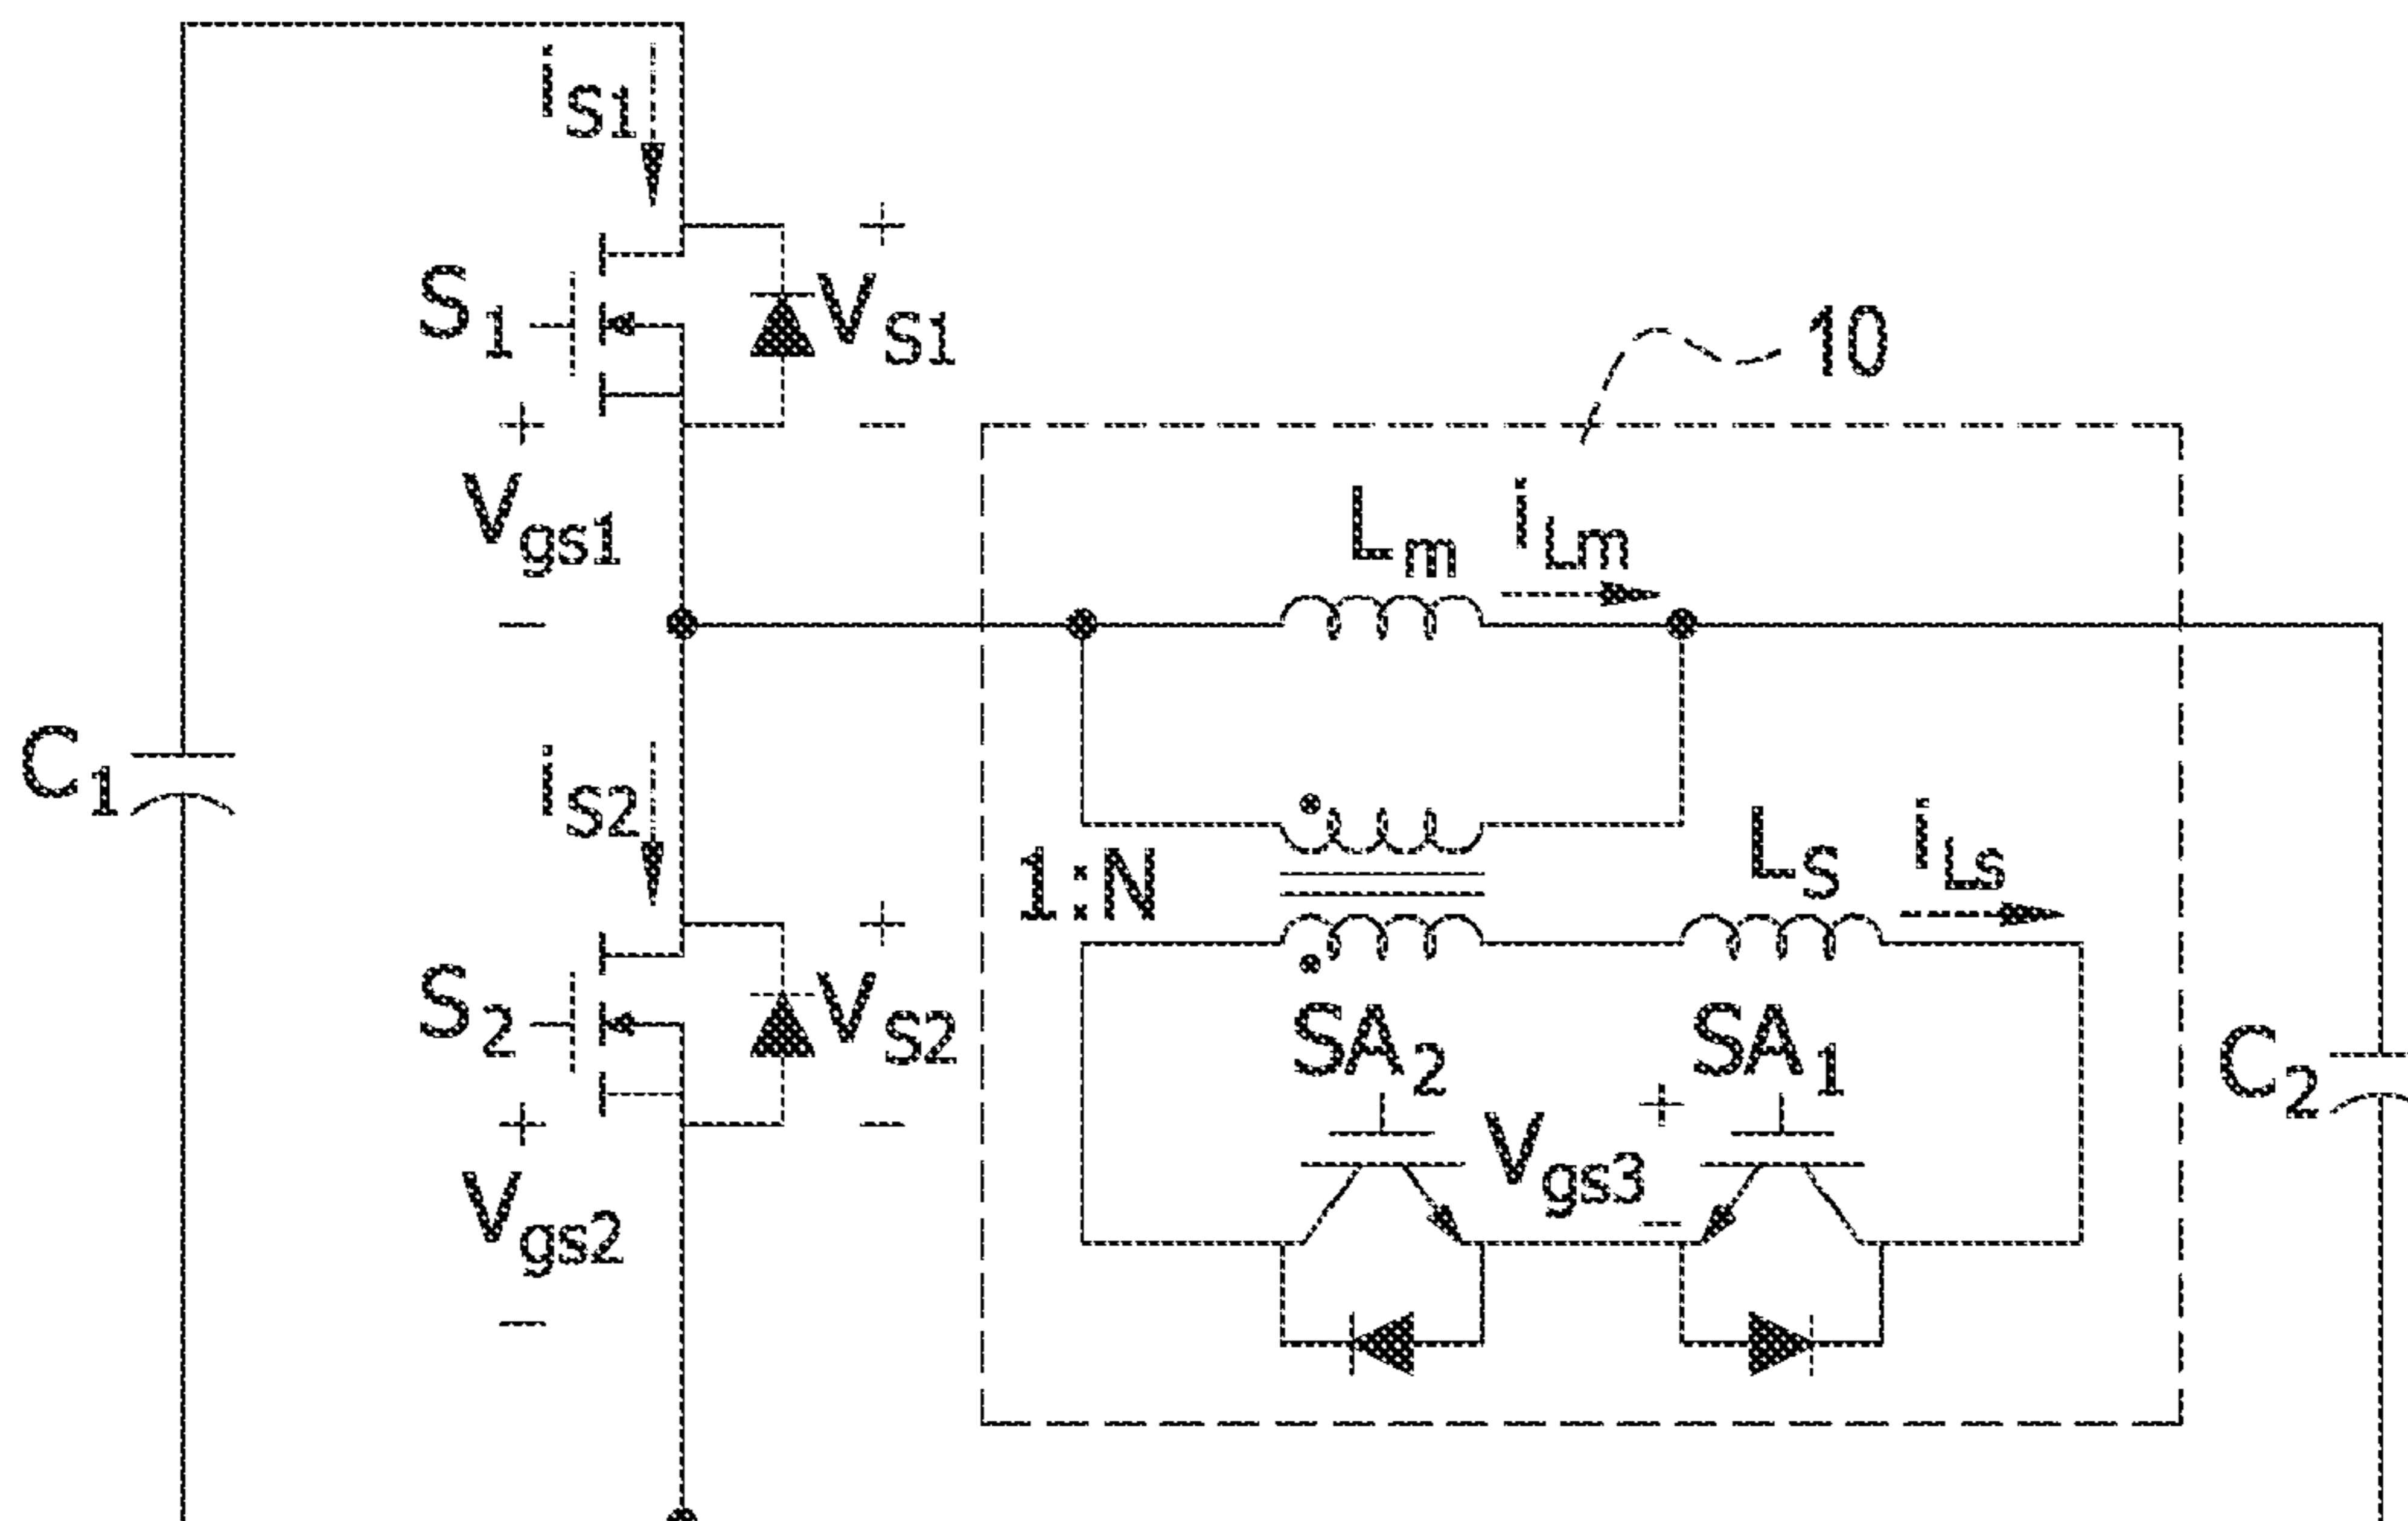 iS1
+
S1
VS1
10
+
-
Vgs1
Lm
iLm
-
C1
iS2
LS
iLs
1:N
+
S2
VS2
SA2
SA1
C2
+
-
+
Vgs3
Vgs2
-
-